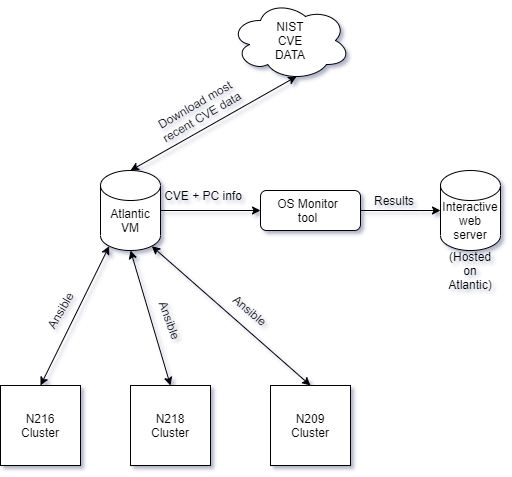 NIST
CVE
DATA
Download most
recent CVE data
Atlantic
VM
CVE + PC info
OS Monitor
tool
Results
Interactive
web
server
(Hosted
on
Atlantic)
Ansible
Ansible
Ansible
N216
Cluster
N218
Cluster
N209
Cluster